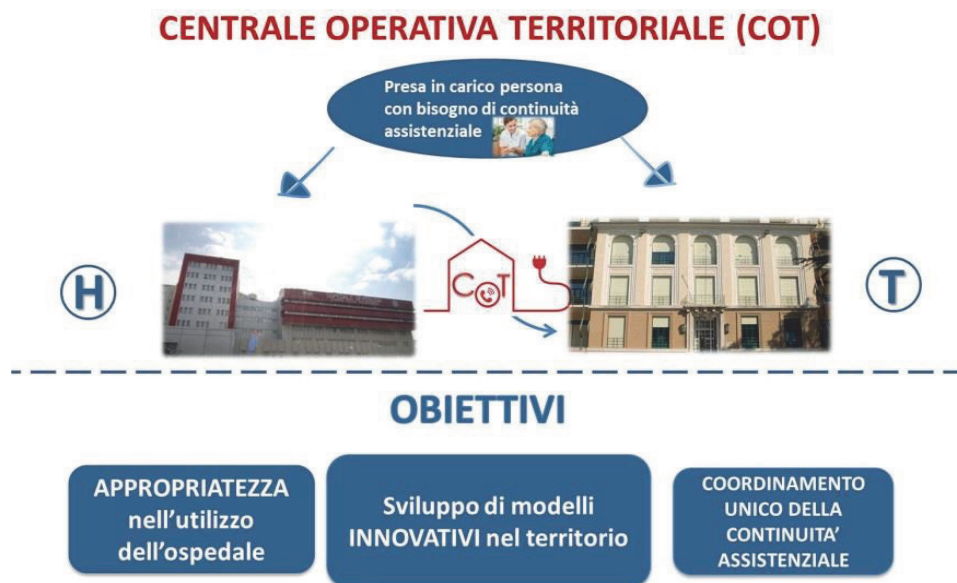 CENTRALE OPERATIVA TERRITORIALE (COT)
Presa in carico persona
con bisogno di continuità
assistenziale
H
COT
T
OBIETTIVI
APPROPRIATEZZA
nell'utilizzo
dell'ospedale
Sviluppo di modelli
INNOVATIVI nel territorio
COORDINAMENTO
UNICO DELLA
CONTINUITA'
ASSISTENZIALE